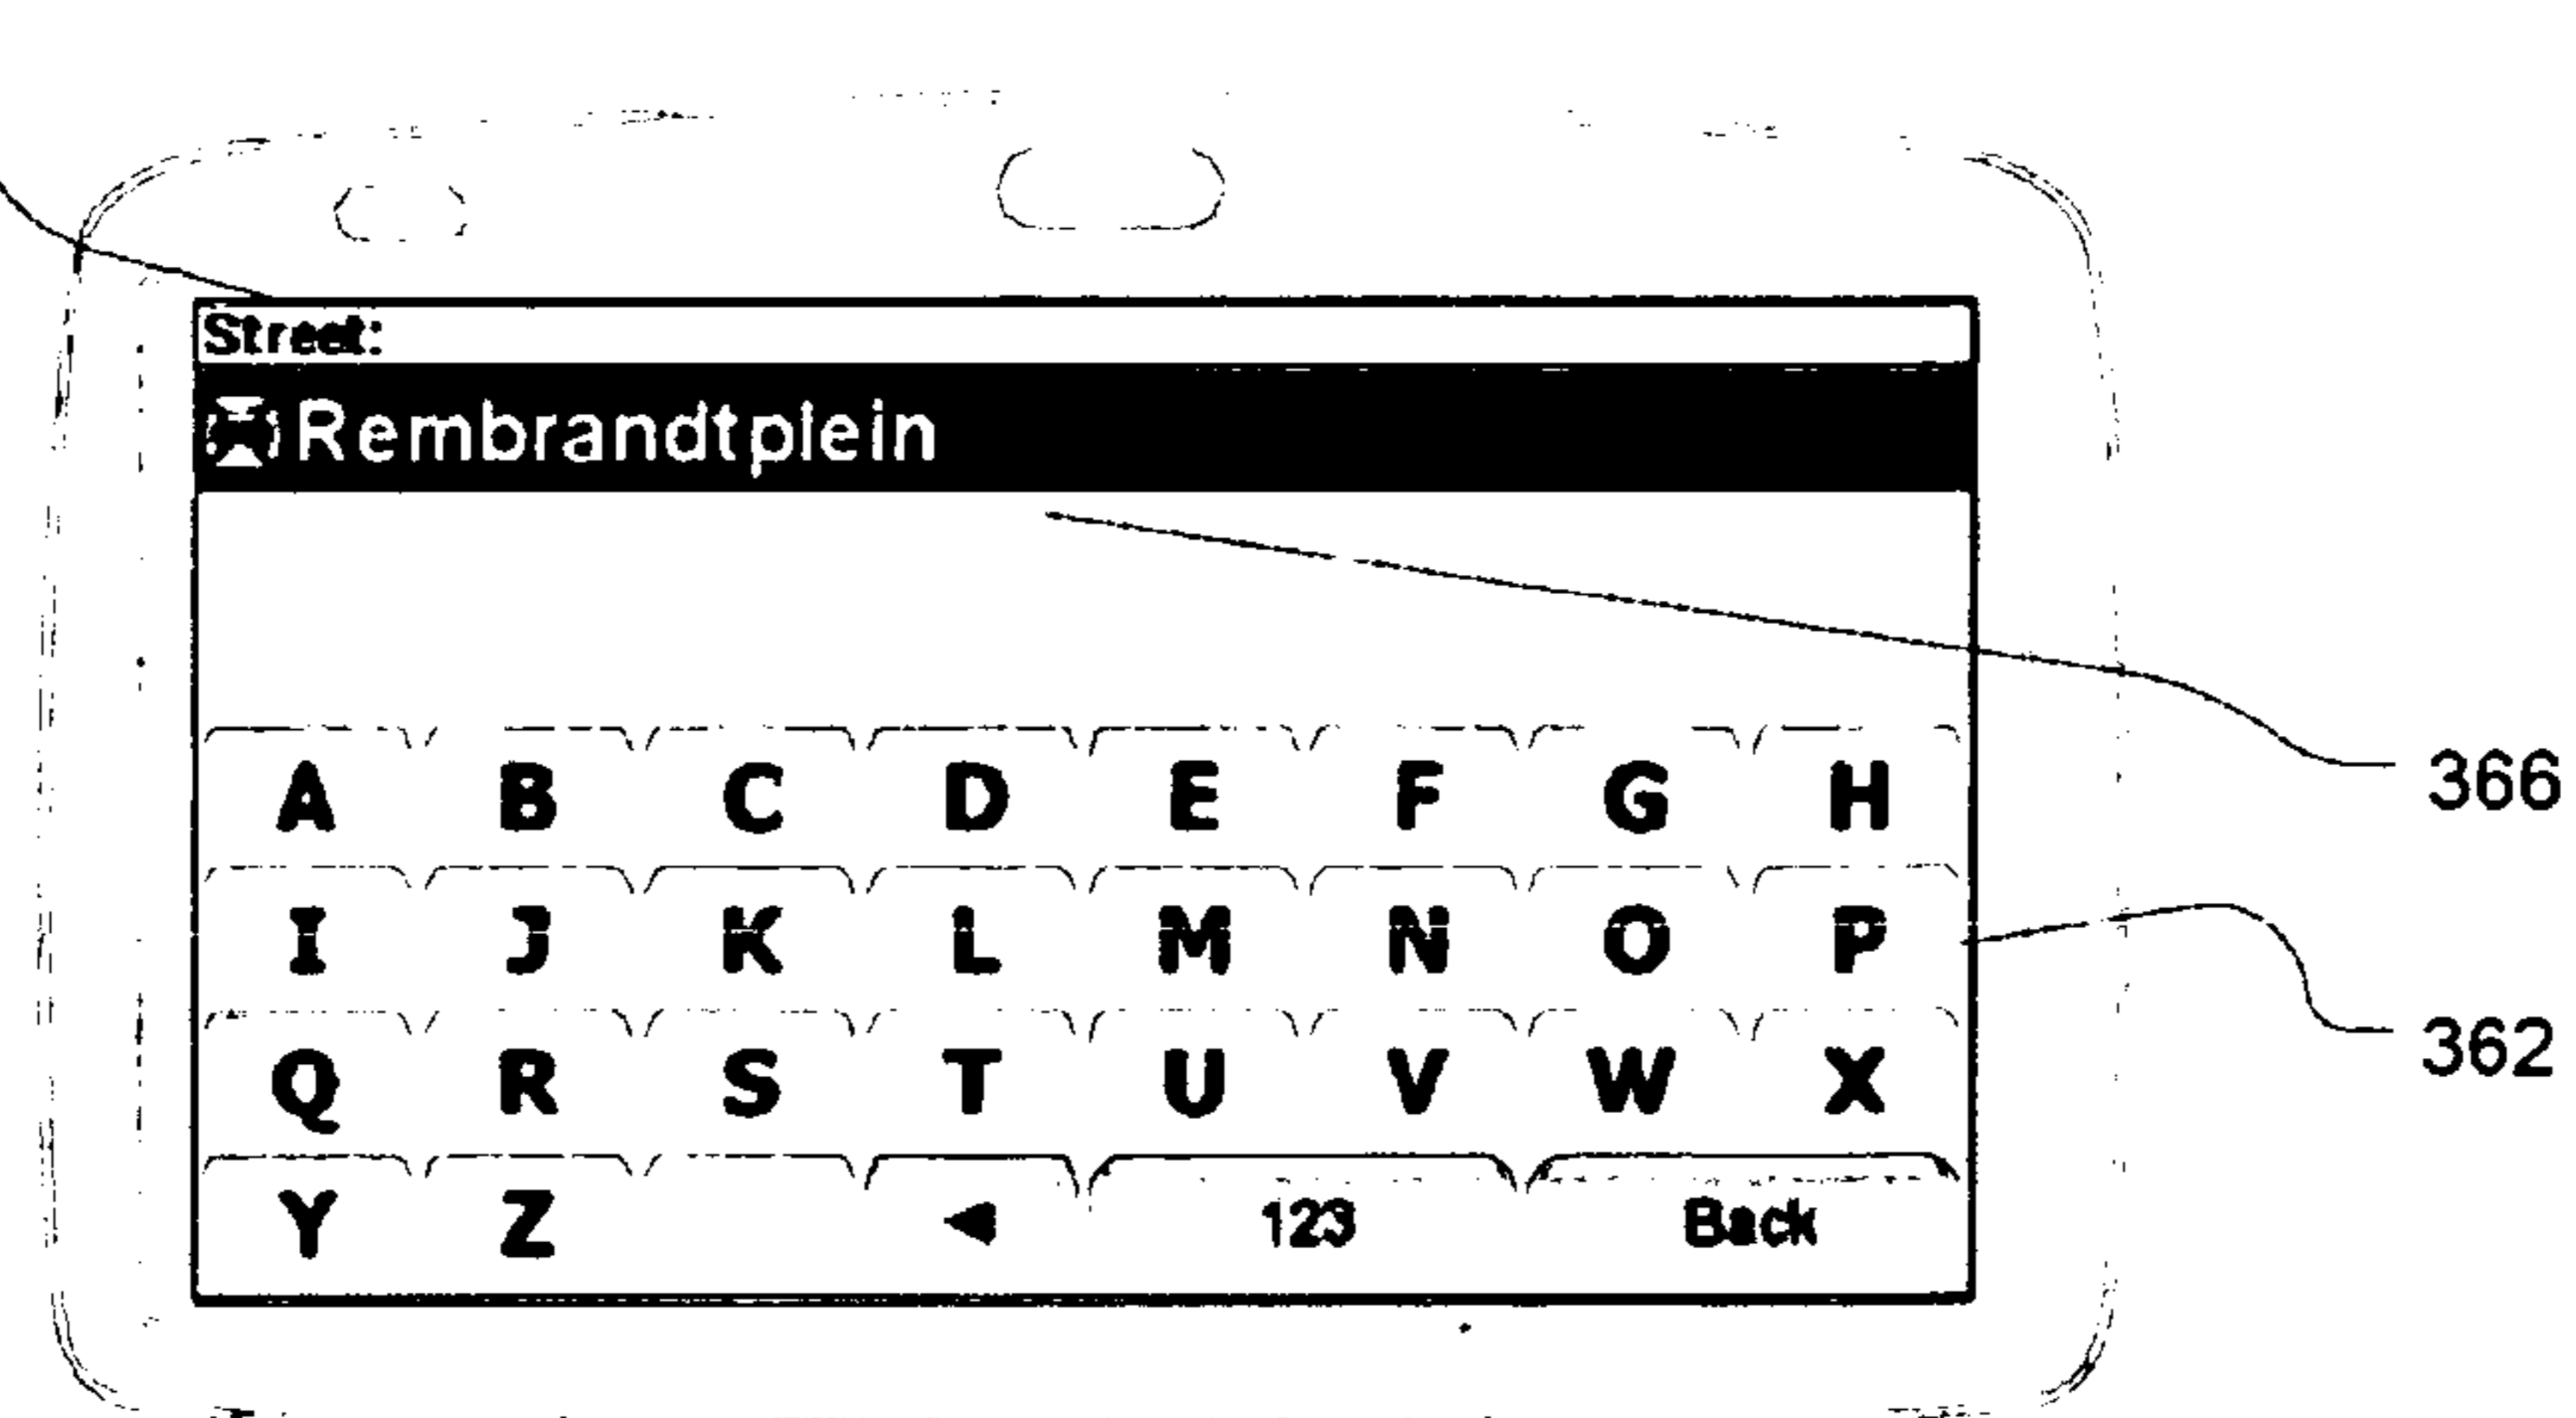 Street:
Rembrandtplein
A B C D E F G H
366
I J K L M N O P
362
Q R S T U V W X
Y Z ◄ 123 Back